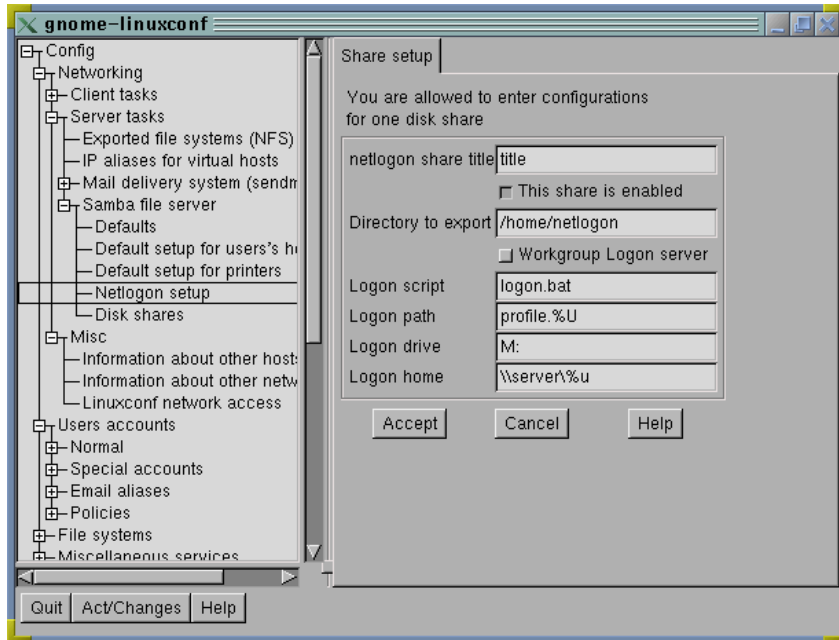 gnome-linuxconf
Config
Networking
Client tasks
Server tasks
Exported file systems (NFS)
IP aliases for virtual hosts
Mail delivery system (sendm
Samba file server
Defaults
Default setup for users's h
Default setup for printers
Netlogon setup
Disk shares
Misc
Information about other hosts
Information about other netw
Linuxconf network access
Users accounts
Normal
Special accounts
Email aliases
Policies
File systems
Miscellaneous services
Quit Act/Changes Help
Share setup
You are allowed to enter configurations
for one disk share
netlogon share title title
This share is enabled
Directory to export /home/netlogon
Workgroup Logon server
Logon script logon.bat
Logon path profile.%U
Logon drive M:
Logon home \\server\%u
Accept Cancel Help